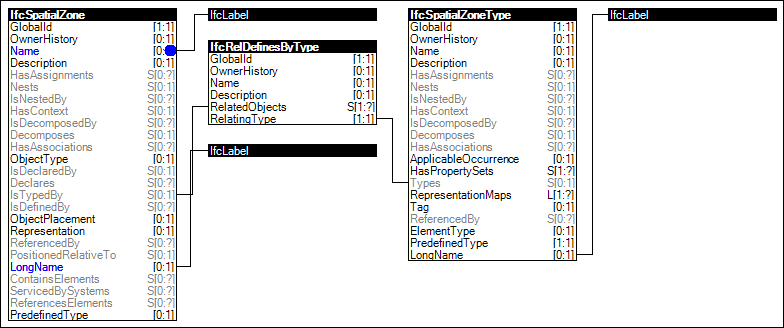 IfcSpatialZone
GlobalId [1:1]
OwnerHistory [0:1]
Name [0:
Description [0:1]
HasAssignments S[0:?]
Nests S[0:1]
IsNestedBy S[0:?]
HasContext S[0:1]
IsDecomposedBy S[0:?]
Decomposes S[0:1]
HasAssociations S[0:?]
ObjectType [0:1]
IsDeclaredBy S[0:1]
Declares S[0:?]
IsTypedBy S[0:1]
IsDefinedBy S[0:?]
ObjectPlacement [0:1]
Representation [0:1]
ReferencedBy S[0:?]
PositionedRelativeTo S[0:1]
LongName [0:1]
ContainsElements S[0:?]
ServicedBySystems S[0:?]
ReferencesElements S[0:?]
PredefinedType [0:1]
IfcLabel
IfcRelDefinesByType
GlobalId [1:1]
OwnerHistory [0:1]
Name [0:1]
Description [0:1]
RelatedObjects S[1:?]
RelatingType [1:1]
IfcLabel
IfcSpatialZoneType
GlobalId [1:1]
OwnerHistory [0:1]
Name [0:1]
Description [0:1]
HasAssignments S[0:?]
Nests S[0:1]
IsNestedBy S[0:?]
HasContext S[0:1]
IsDecomposedBy S[0:?]
Decomposes S[0:1]
HasAssociations S[0:?]
ApplicableOccurrence [0:1]
HasPropertySets S[1:?]
Types S[0:1]
RepresentationMaps L[1:?]
Tag [0:1]
ReferencedBy S[0:?]
ElementType [0:1]
PredefinedType [1:1]
LongName [0:1]
IfcLabel